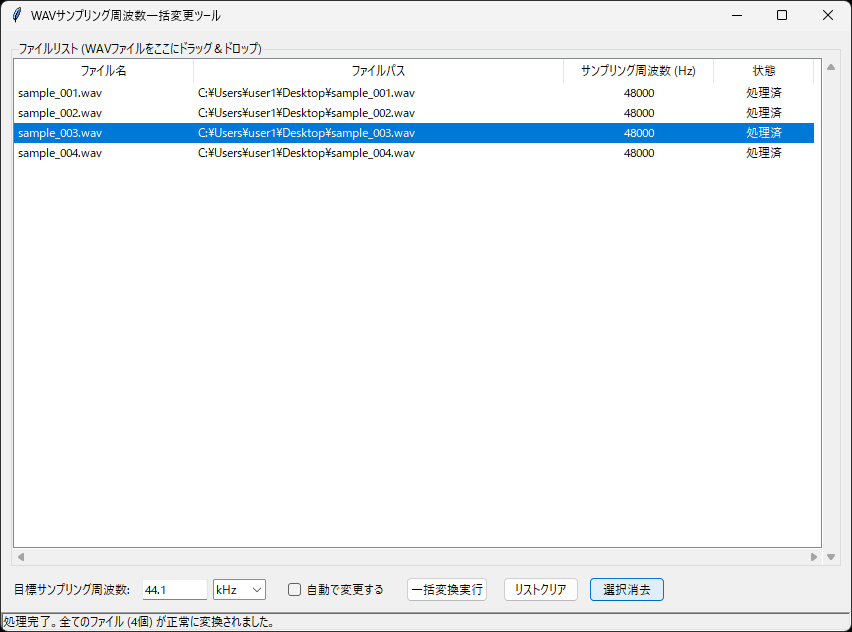 WAVサンプリング周波数一括変更ツール
ファイルリスト (WAVファイルをここにドラッグ＆ドロップ)
ファイル名 ファイルパス サンプリング周波数 (Hz) 状態
sample_001.wav C:¥Users¥user1¥Desktop¥sample_001.wav 48000 処理済
sample_002.wav C:¥Users¥user1¥Desktop¥sample_002.wav 48000 処理済
sample_003.wav C:¥Users¥user1¥Desktop¥sample_003.wav 48000 処理済
sample_004.wav C:¥Users¥user1¥Desktop¥sample_004.wav 48000 処理済
目標サンプリング周波数: 44.1 kHz 自動で変更する 一括変換実行 リストクリア 選択消去
処理完了。全てのファイル (4個) が正常に変換されました。